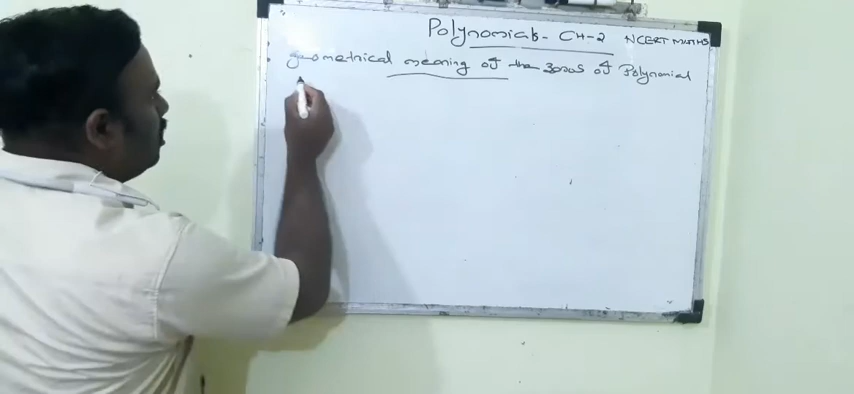 Polynomials - CH-2 NCERT MATHS
geometrical meaning of the zeros of Polynomial